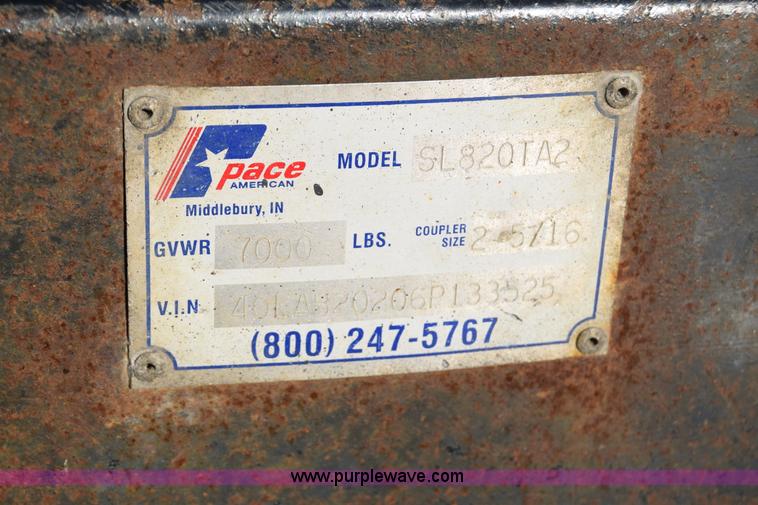 pace
AMERICAN
Middlebury, IN
MODEL SL820TA2
GVWR 7000 LBS.
COUPLER SIZE 2-5/16
V.I.N
(800) 247-5767
www.purplewave.com